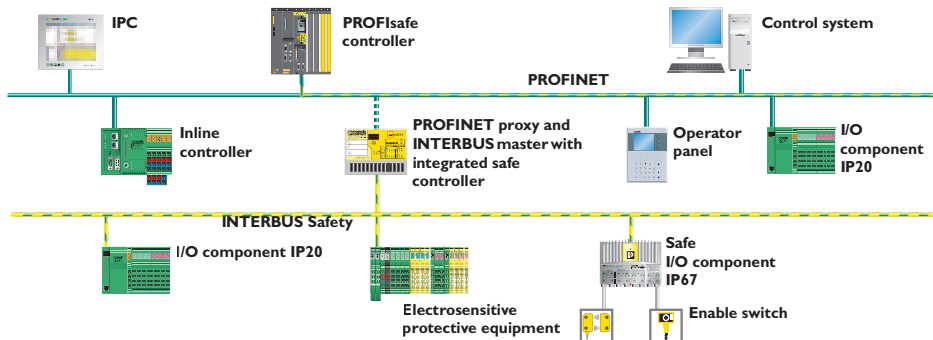 IPC
PROFIsafe
controller
Control system
PROFINET
Inline
controller
PROFINET proxy and
INTERBUS master with
integrated safe
controller
Operator
panel
I/O
component
IP20
INTERBUS Safety
I/O component IP20
Electrosensitive
protective equipment
Safe
I/O component
IP67
Enable switch